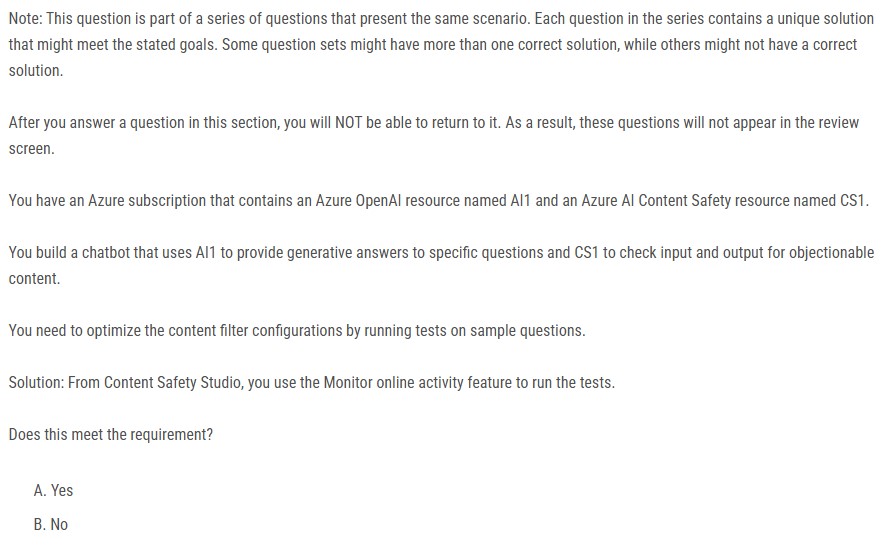 Note: This question is part of a series of questions that present the same scenario. Each question in the series contains a unique solution
that might meet the stated goals. Some question sets might have more than one correct solution, while others might not have a correct
solution.
After you answer a question in this section, you will NOT be able to return to it. As a result, these questions will not appear in the review
screen.
You have an Azure subscription that contains an Azure OpenAI resource named AI1 and an Azure AI Content Safety resource named CS1.
You build a chatbot that uses AI1 to provide generative answers to specific questions and CS1 to check input and output for objectionable
content.
You need to optimize the content filter configurations by running tests on sample questions.
Solution: From Content Safety Studio, you use the Monitor online activity feature to run the tests.
Does this meet the requirement?
A. Yes
B. No